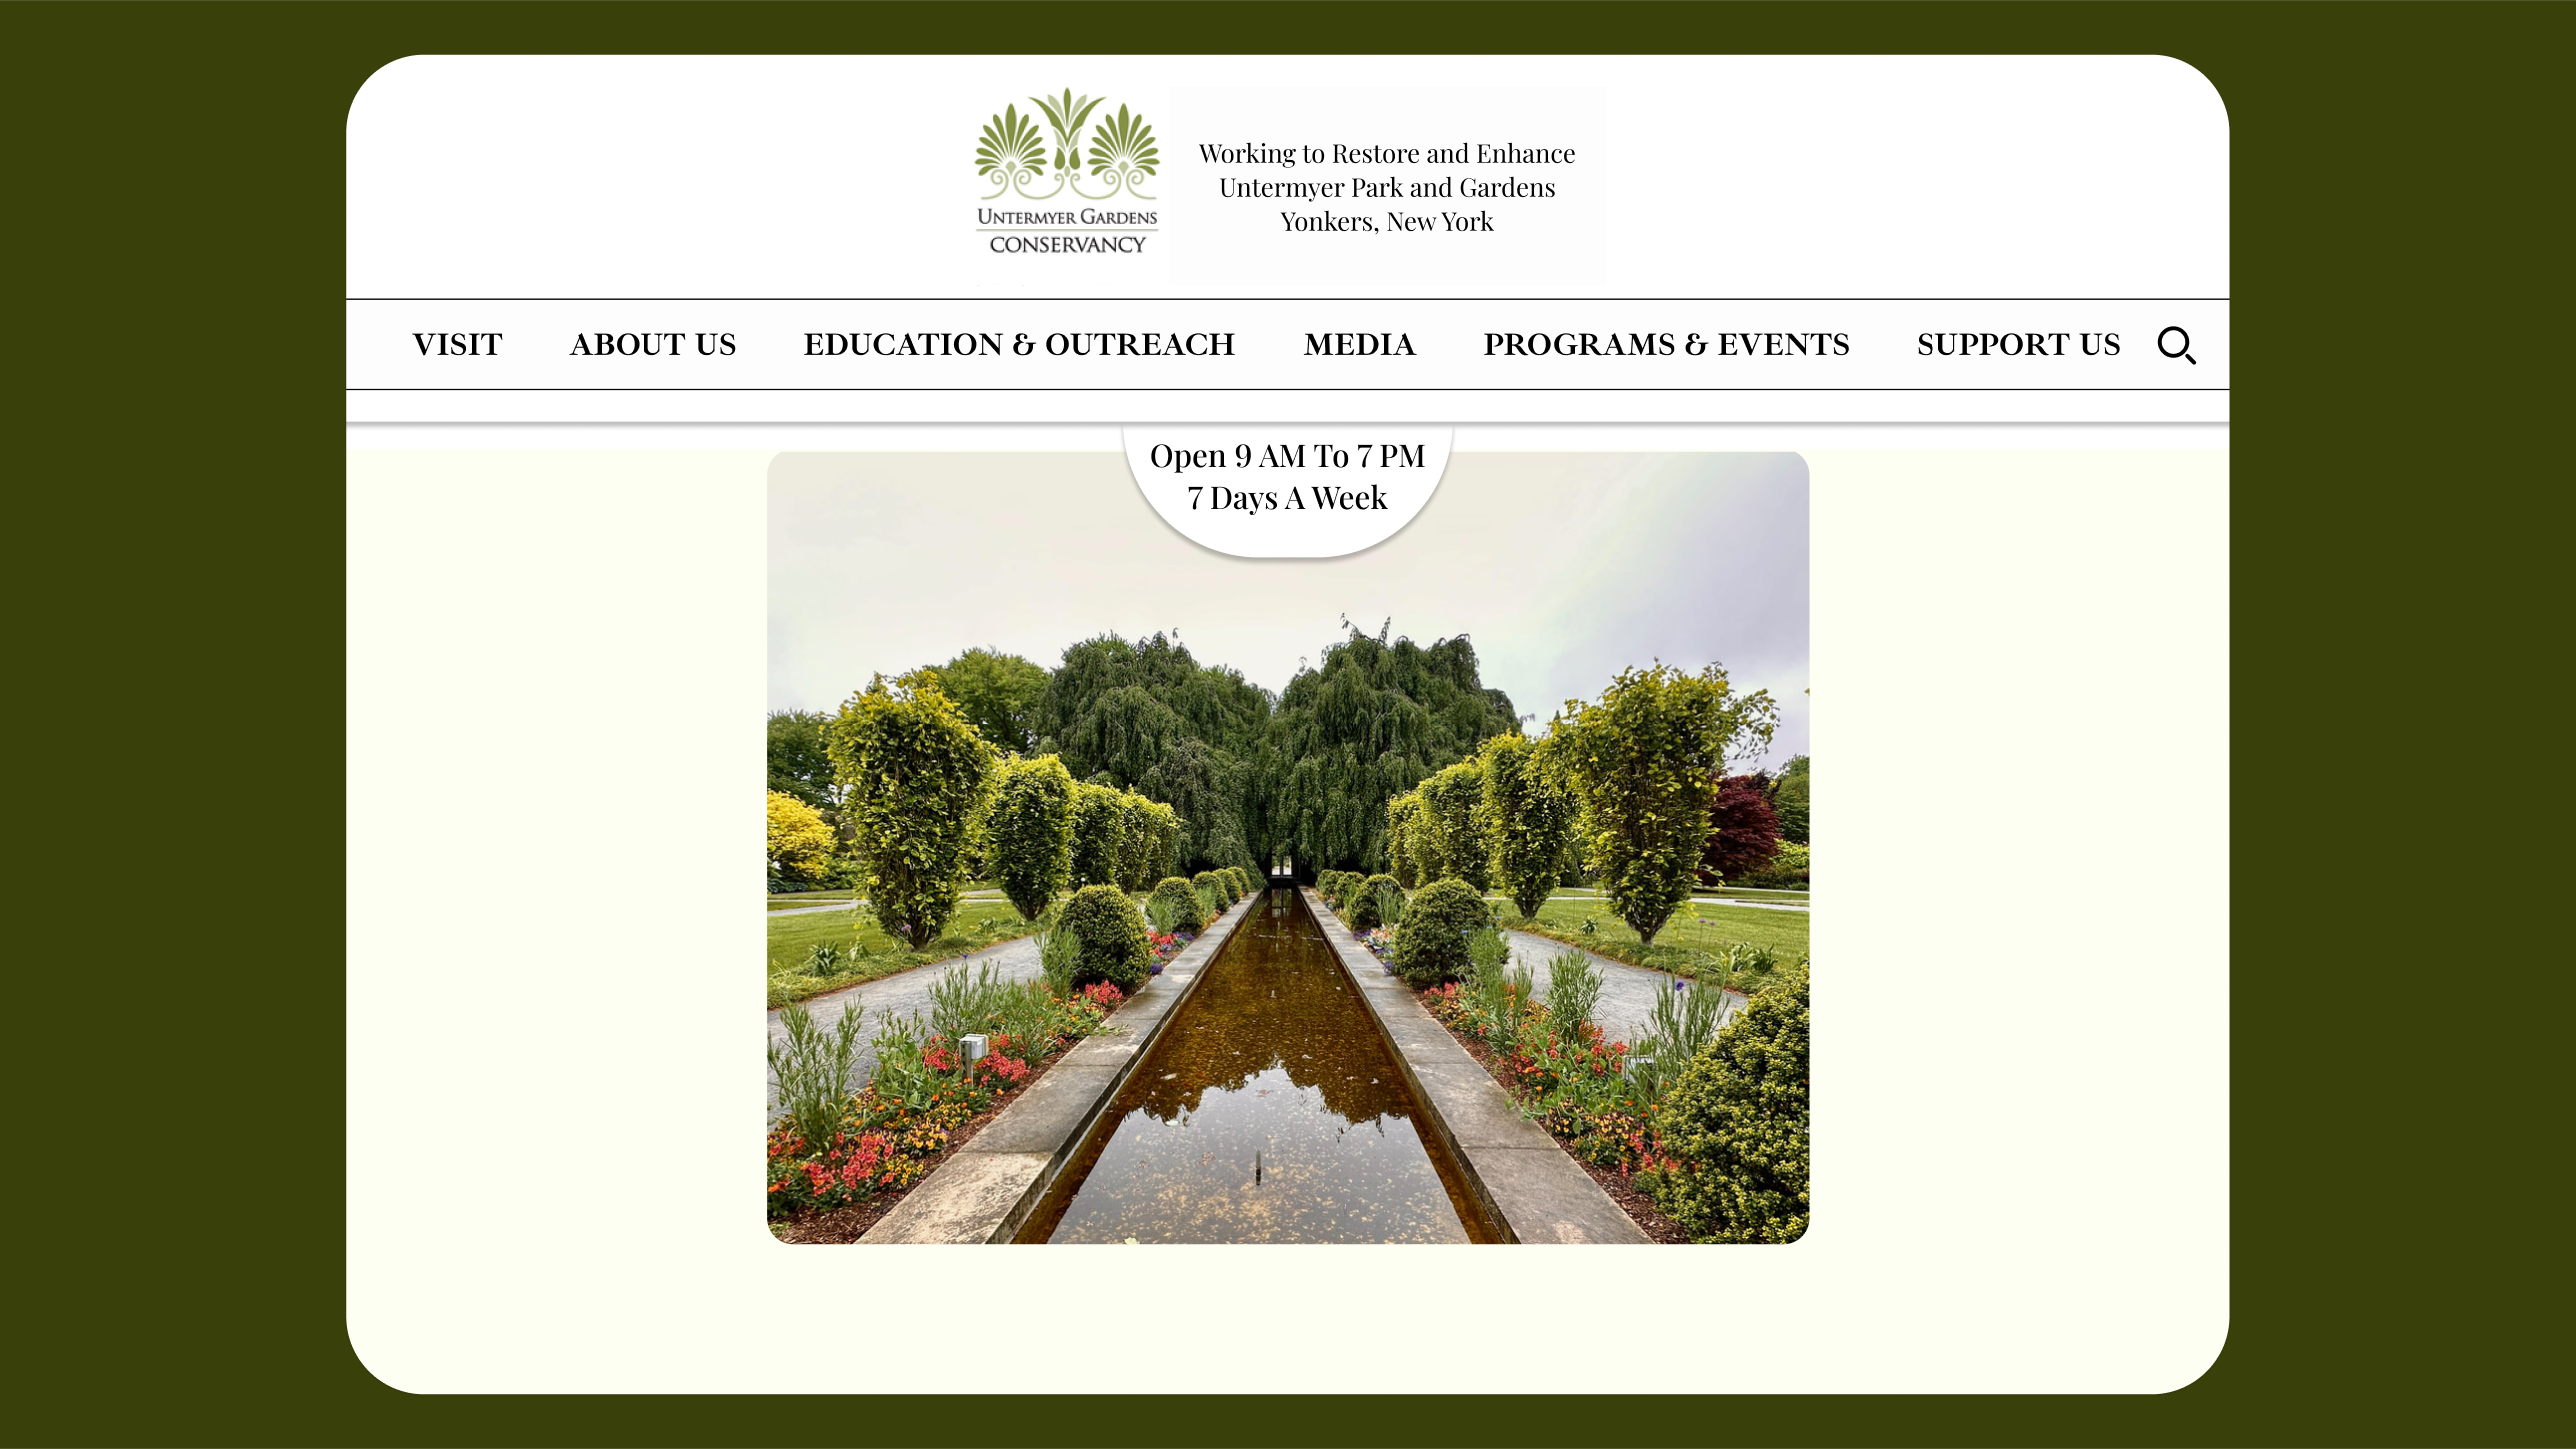 UNTERMYER GARDENS
CONSERVANCY
Working to Restore and Enhance
Untermyer Park and Gardens
Yonkers, New York
VISIT ABOUT US EDUCATION & OUTREACH MEDIA PROGRAMS & EVENTS SUPPORT US
Open 9 AM To 7 PM
7 Days A Week